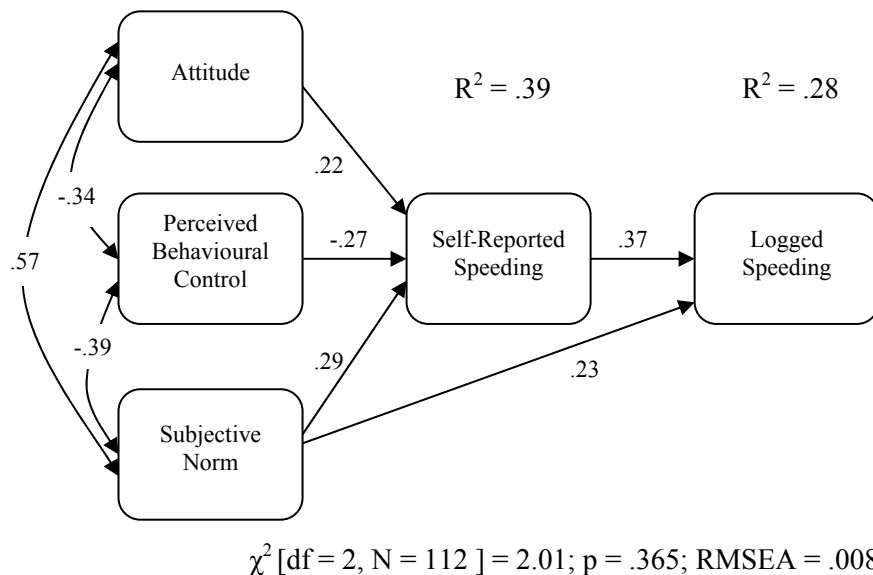 Attitude
R² = .39
R² = .28
.22
-.34
Perceived
Behavioural
Control
-.27
Self-Reported
Speeding
.37
Logged
Speeding
.57
-.39
.29
.23
Subjective
Norm
χ² [df = 2, N = 112 ] = 2.01; p = .365; RMSEA = .008